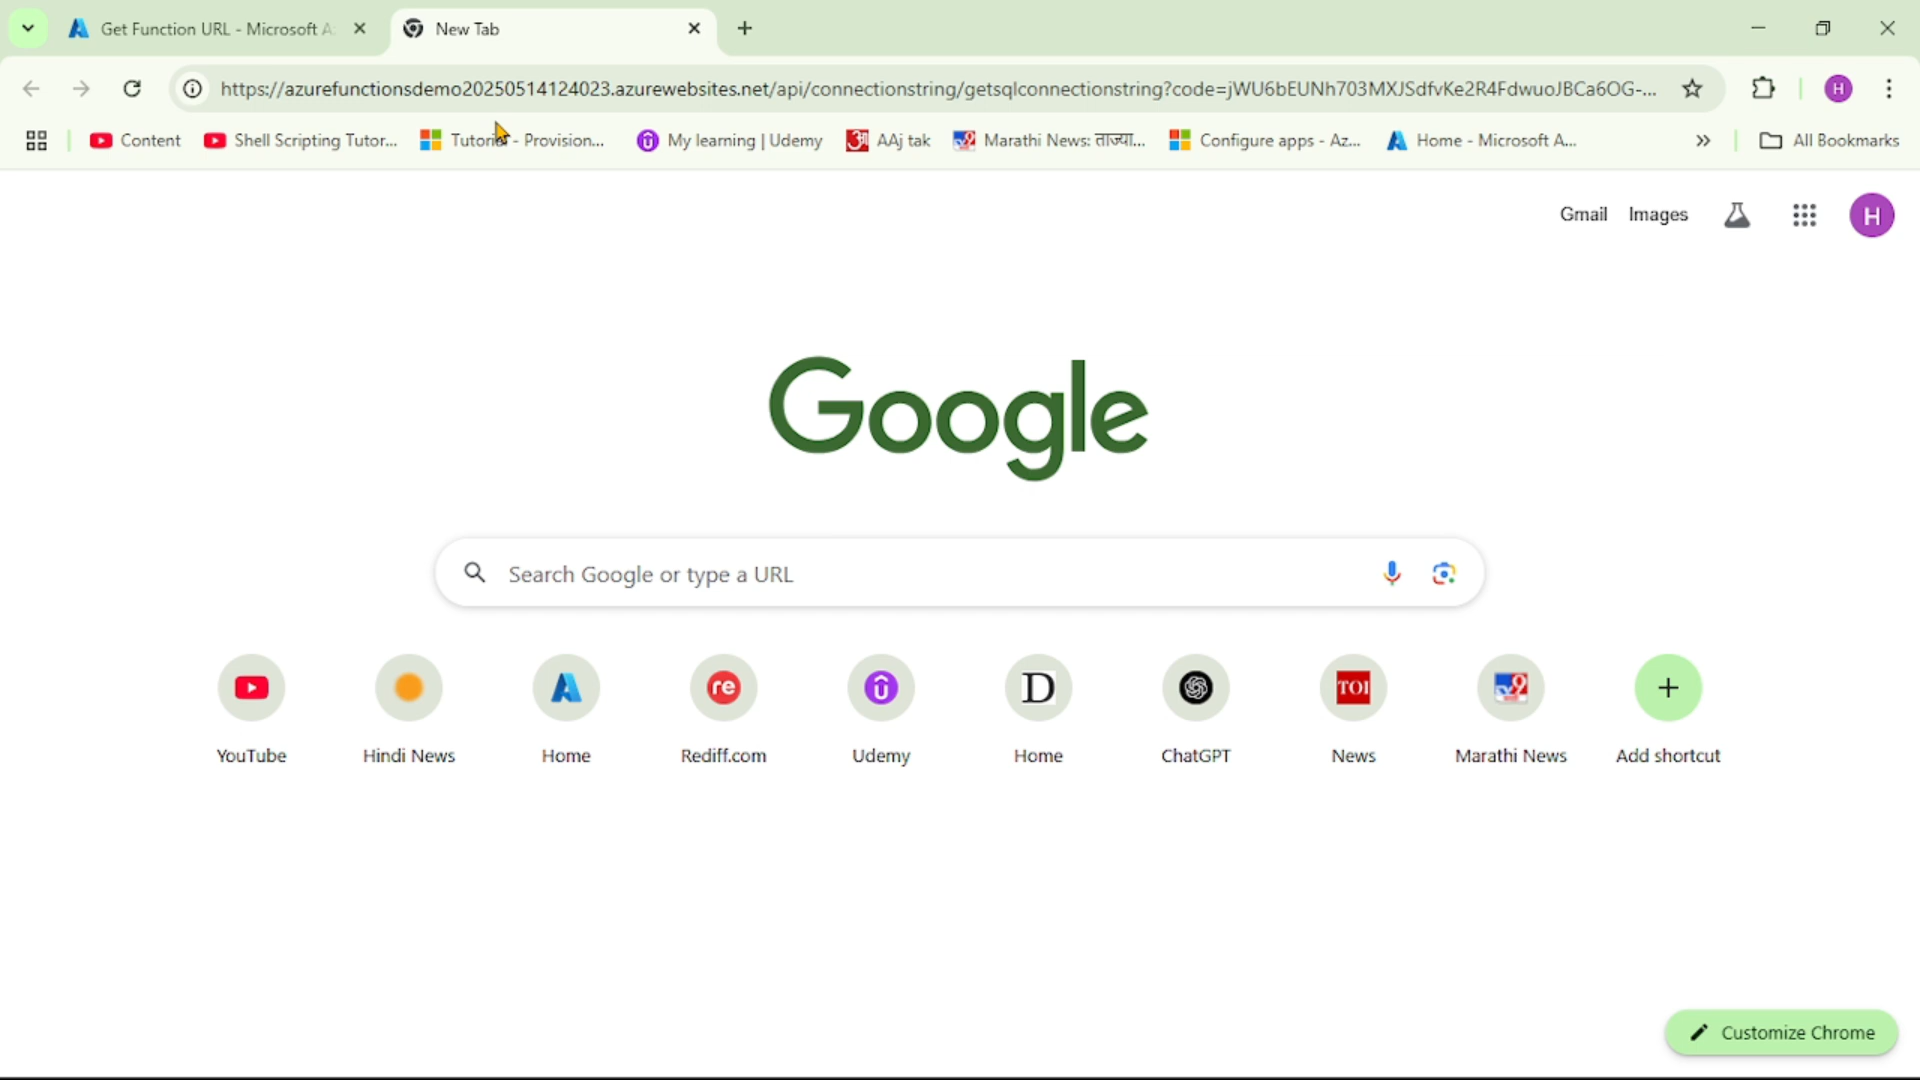 Get Function URL - Microsoft A
New Tab
https://azurefunctionsdemo20250514124023.azurewebsites.net/api/connectionstring/getsqlconnectionstring?code=jWU6bEUNh703MXJSdfvKe2R4FdwuoJBCa6OG-...
H
Content
Shell Scripting Tutor...
Tutorial - Provision...
My learning | Udemy
AAj tak
Marathi News: ताज्या...
Configure apps - Az...
Home - Microsoft A...
»
All Bookmarks
Gmail
Images
H
Google
Search Google or type a URL
re
D
TOI
YouTube
Hindi News
Home
Rediff.com
Udemy
Home
ChatGPT
News
Marathi News
Add shortcut
Customize Chrome